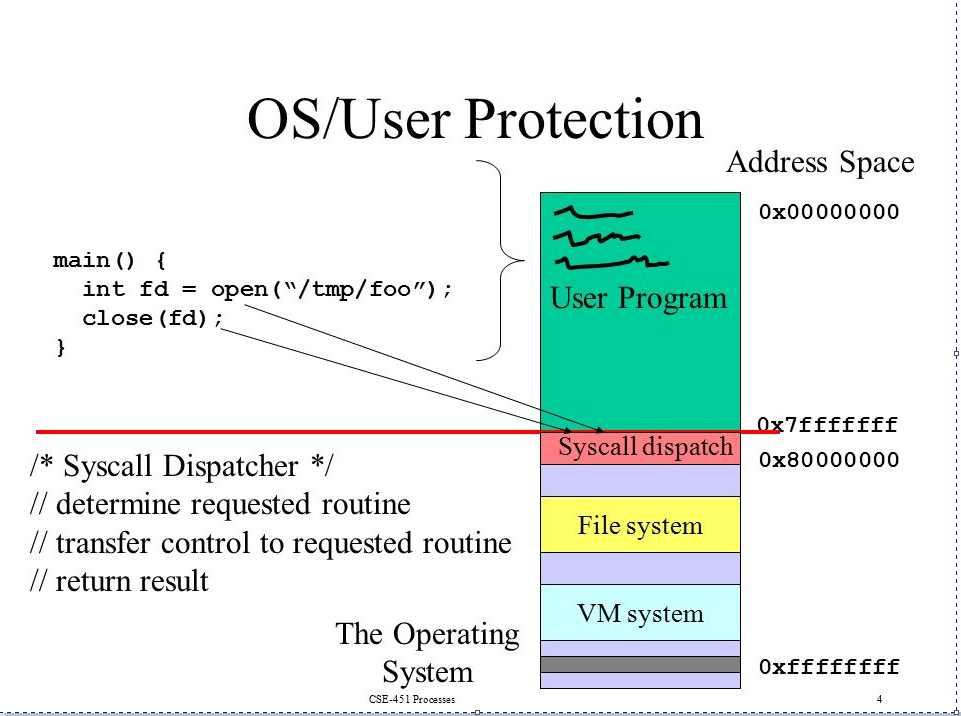 OS/User Protection
Address Space
0x00000000
main() {
int fd = open(“/tmp/foo”);
close(fd);
}
User Program
0x7fffffff
Syscall dispatch
0x80000000
/* Syscall Dispatcher */
// determine requested routine
// transfer control to requested routine
// return result
File system
VM system
The Operating
System
0xffffffff
CSE-451 Processes
4